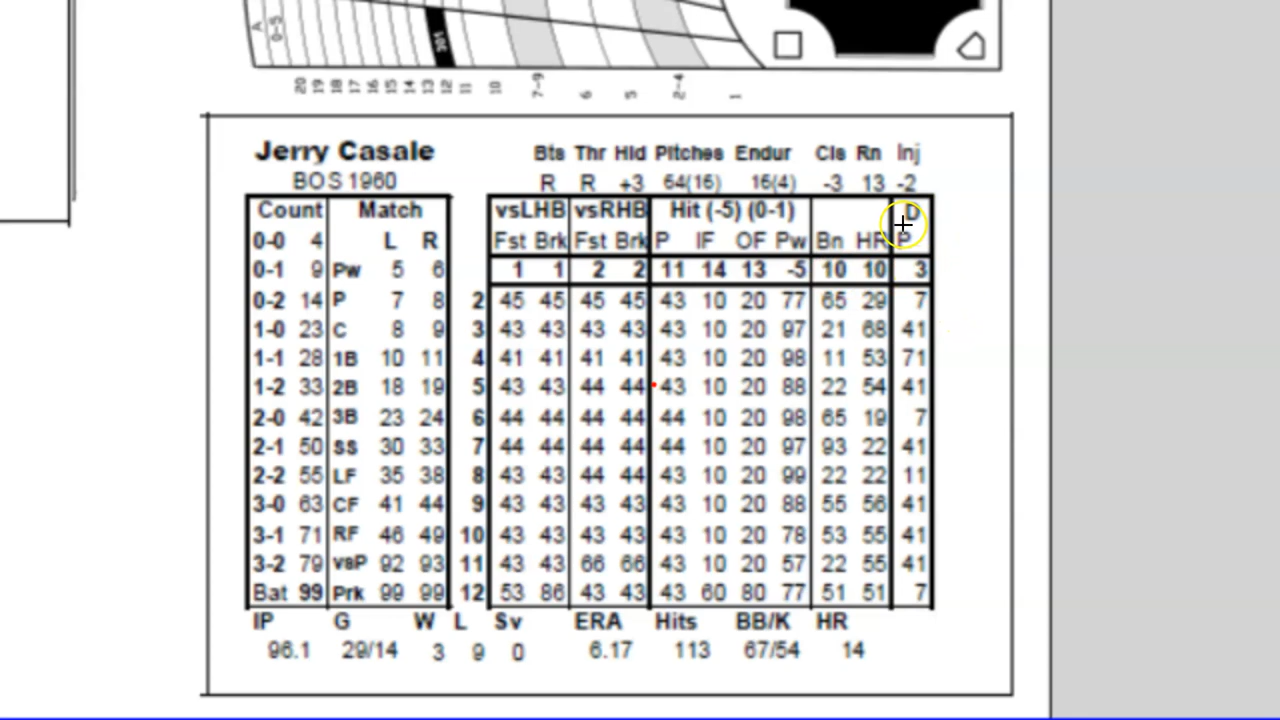 A
0-5
305
20 19 18 17 16 15 14 13 12 11 10 7-9 6 5 2-4 1
Jerry Casale Bts Thr Hld Pitches Endur Cls Rn Inj
BOS 1960 R R +3 64(16) 16(4) -3 13 -2
Count Match vsLHB vsRHB Hit (-5) (0-1) D
0-0 4 L R Fst Brk Fst Brk P IF OF Pw Bn HR P
0-1 9 Pw 5 6 1 1 2 2 11 14 13 -5 10 10 3
0-2 14 P 7 8 2 45 45 45 45 43 10 20 77 65 29 7
1-0 23 C 8 9 3 43 43 43 43 43 10 20 97 21 68 41
1-1 28 1B 10 11 4 41 41 41 41 43 10 20 98 11 53 71
1-2 33 2B 18 19 5 43 43 44 44 43 10 20 88 22 54 41
2-0 42 3B 23 24 6 44 44 44 44 44 10 20 98 65 19 7
2-1 50 SS 30 33 7 44 44 44 44 44 10 20 97 93 22 41
2-2 55 LF 35 38 8 43 43 44 44 43 10 20 99 22 22 11
3-0 63 CF 41 44 9 43 43 43 43 43 10 20 88 55 56 41
3-1 71 RF 46 49 10 43 43 43 43 43 10 20 78 53 55 41
3-2 79 vsP 92 93 11 43 43 66 66 43 10 20 57 22 55 41
Bat 99 Prk 99 99 12 53 86 43 43 43 60 80 77 51 51 7
IP G W L Sv ERA Hits BB/K HR
96.1 29/14 3 9 0 6.17 113 67/54 14